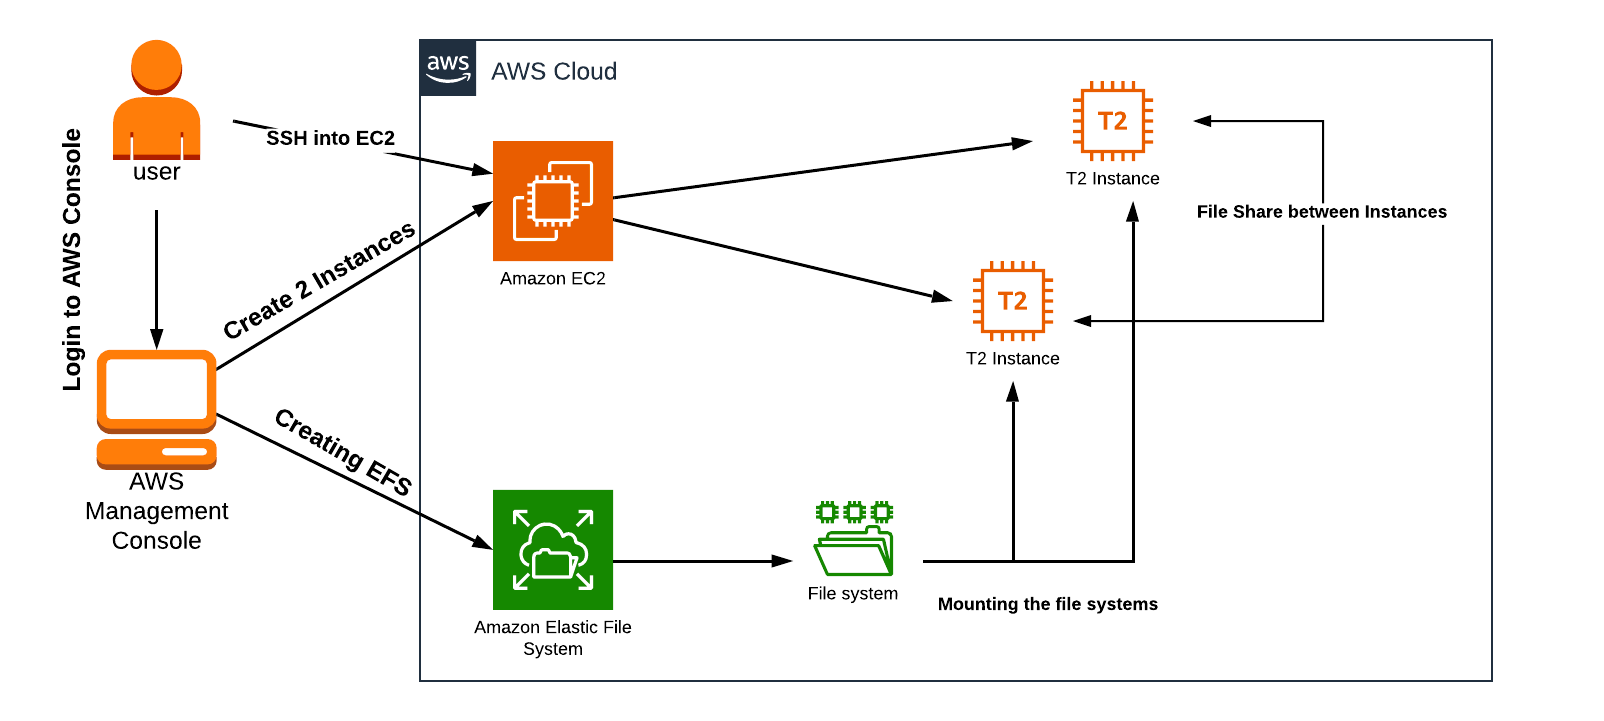 aws
AWS Cloud
user
Login to AWS Console
SSH into EC2
Create 2 Instances
Creating EFS
AWS
Management
Console
Amazon EC2
T2
T2 Instance
File Share between Instances
T2
T2 Instance
Amazon Elastic File
System
File system
Mounting the file systems